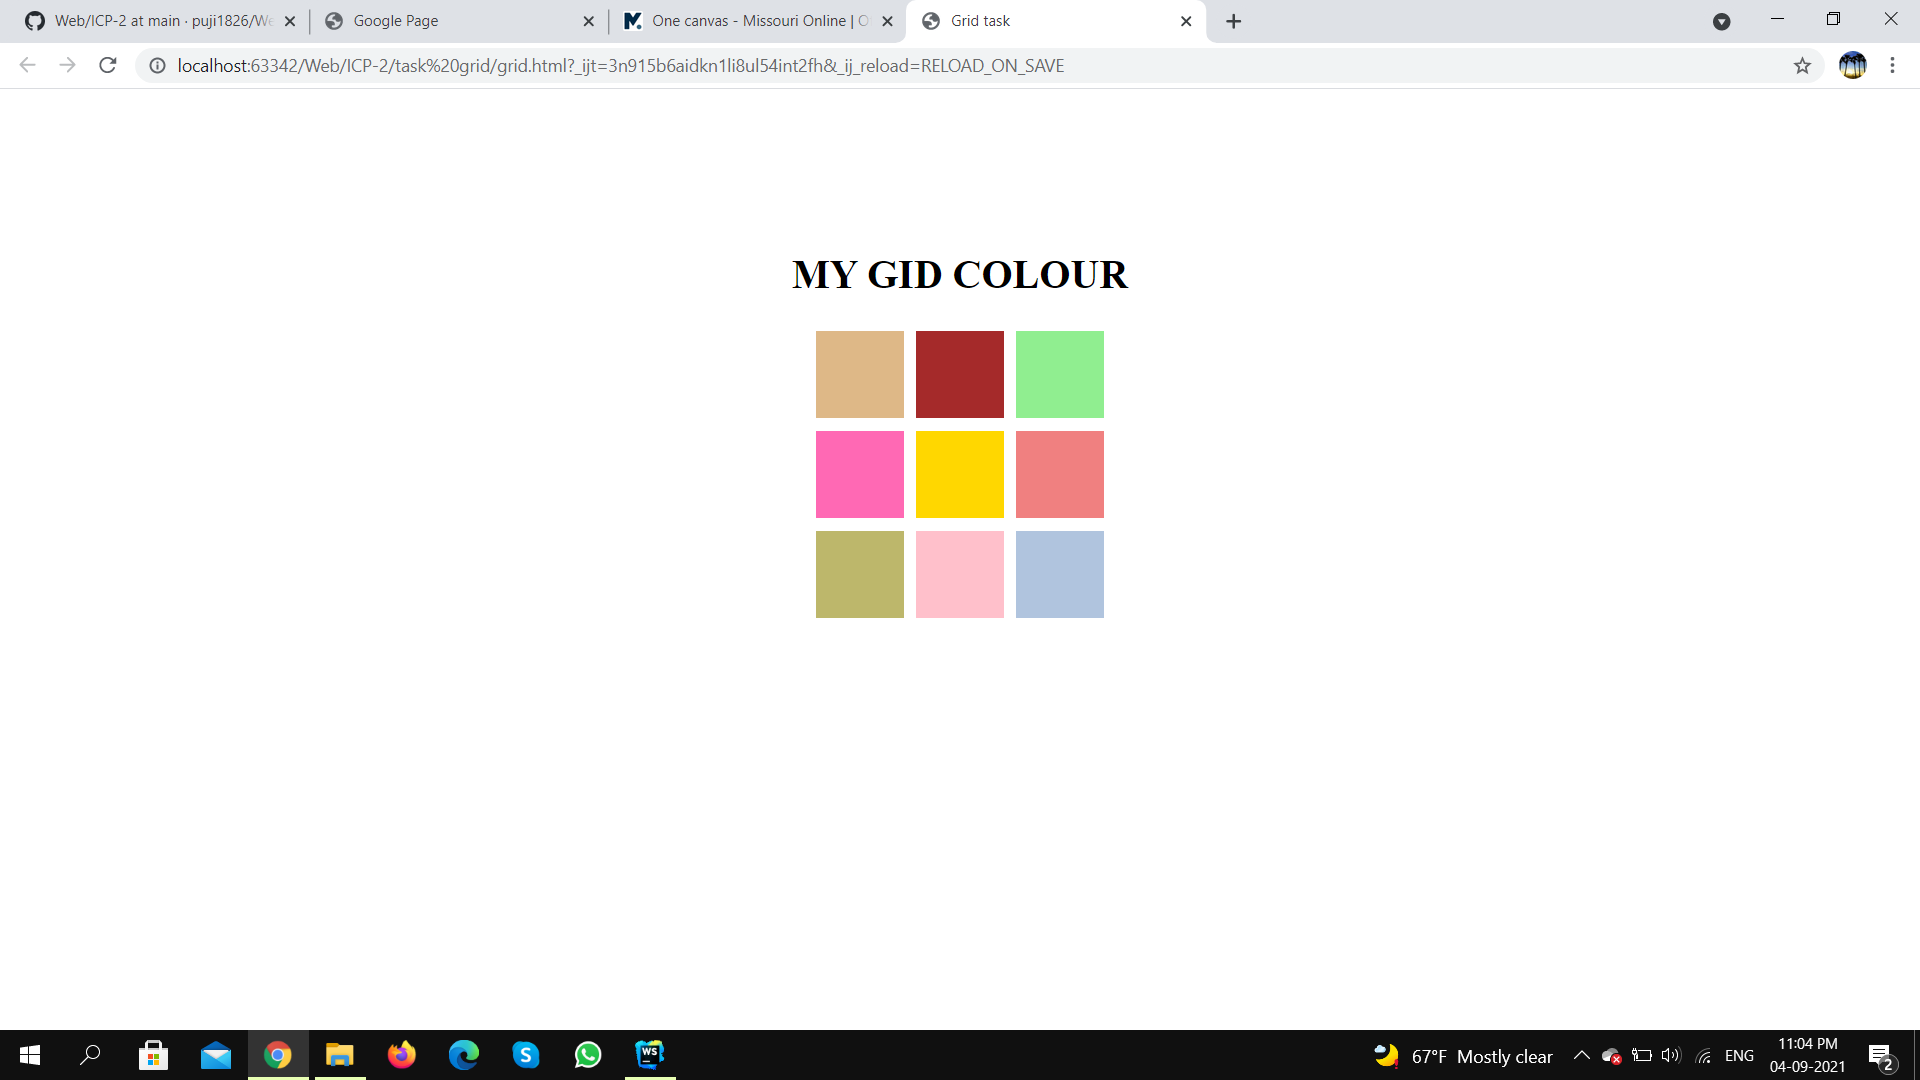 Web/ICP-2 at main · puji1826/We
Google Page
M. One canvas - Missouri Online | O
Grid task
localhost:63342/Web/ICP-2/task%20grid/grid.html?_ijt=3n915b6aidkn1li8ul54int2fh&_ij_reload=RELOAD_ON_SAVE
MY GID COLOUR
S
WS
67°F Mostly clear
ENG
11:04 PM
04-09-2021
2